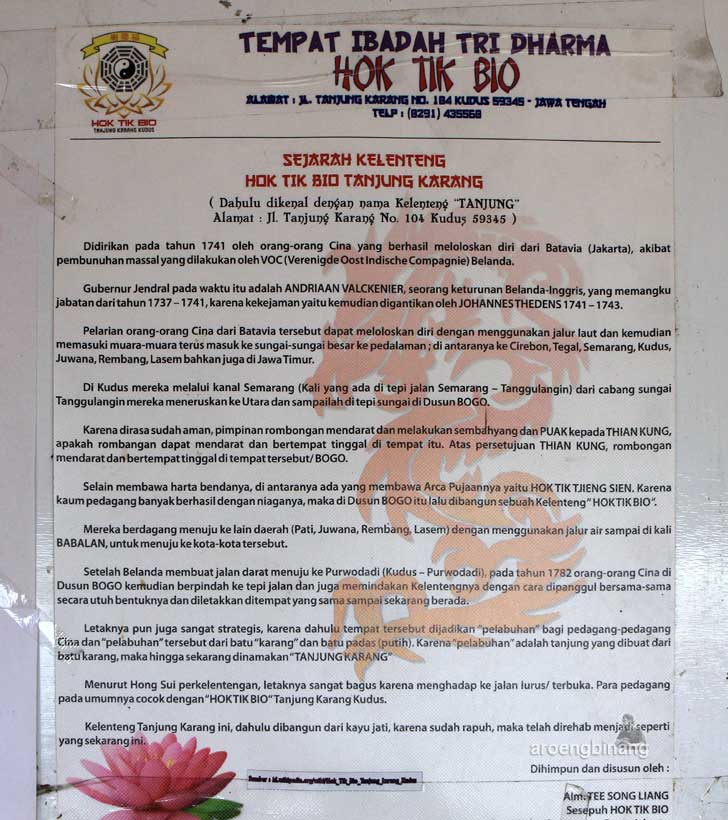 TEMPAT IBADAH TRI DHARMA
HOK TIK BIO
ALAMAT : JL. TANJUNG KARANG NO. 104 KUDUS 59345 - JAWA TENGAH
TELP : (0291) 435568
HOK TIK BIO
TANJUNG KARANG KUDUS
SEJARAH KELENTENG
HOK TIK BIO TANJUNG KARANG
( Dahulu dikenal dengan nama Kelenteng "TANJUNG"
Alamat : Jl. Tanjung Karang No. 104 Kudus 59345 )
Didirikan pada tahun 1741 oleh orang-orang Cina yang berhasil meloloskan diri dari Batavia (Jakarta), akibat
pembunuhan massal yang dilakukan oleh VOC (Verenigde Oost Indische Compagnie) Belanda.
Gubernur Jendral pada waktu itu adalah ANDRIAAN VALCKENIER, seorang keturunan Belanda-Inggris, yang memangku
jabatan dari tahun 1737 – 1741, karena kekejaman yaitu kemudian digantikan oleh JOHANNES THEDENS 1741 – 1743.
Pelarian orang-orang Cina dari Batavia tersebut dapat meloloskan diri dengan menggunakan jalur laut dan kemudian
memasuki muara-muara terus masuk ke sungai-sungai besar ke pedalaman ; di antaranya ke Cirebon, Tegal, Semarang, Kudus,
Juwana, Rembang, Lasem bahkan juga di Jawa Timur.
Di Kudus mereka melalui kanal Semarang (Kali yang ada di tepi jalan Semarang – Tanggulangin) dari cabang sungai
Tanggulangin mereka meneruskan ke Utara dan sampailah di tepi sungai di Dusun BOGO.
Karena dirasa sudah aman, pimpinan rombongan mendarat dan melakukan sembahyang dan PUAK kepada THIAN KUNG,
apakah rombangan dapat mendarat dan bertempat tinggal di tempat itu. Atas persetujuan THIAN KUNG, rombongan
mendarat dan bertempat tinggal di tempat tersebut/ BOGO.
Selain membawa harta bendanya, di antaranya ada yang membawa Arca Pujaannya yaitu HOK TIK TJIENG SIEN. Karena
kaum pedagang banyak berhasil dengan niaganya, maka di Dusun BOGO itu lalu dibangun sebuah Kelenteng " HOK TIK BIO".
Mereka berdagang menuju ke lain daerah (Pati, Juwana, Rembang, Lasem) dengan menggunakan jalur air sampai di kali
BABALAN, untuk menuju ke kota-kota tersebut.
Setelah Belanda membuat jalan darat menuju ke Purwodadi (Kudus – Purwodadi), pada tahun 1782 orang-orang Cina di
Dusun BOGO kemudian berpindah ke tepi jalan dan juga memindakan Kelentengnya dengan cara dipanggul bersama-sama
secara utuh bentuknya dan diletakkan ditempat yang sama sampai sekarang berada.
Letaknya pun juga sangat strategis, karena dahulu tempat tersebut dijadikan "pelabuhan" bagi pedagang-pedagang
Cina dan "pelabuhan" tersebut dari batu "karang" dan batu padas (putih). Karena "pelabuhan" adalah tanjung yang dibuat dari
batu karang, maka hingga sekarang dinamakan "TANJUNG KARANG"
Menurut Hong Sui perkelentengan, letaknya sangat bagus karena menghadap ke jalan lurus/ terbuka. Para pedagang
pada umumnya cocok dengan "HOK TIK BIO" Tanjung Karang Kudus.
Kelenteng Tanjung Karang ini, dahulu dibangun dari kayu jati, karena sudah rapuh, maka telah direhab menjadi seperti
yang sekarang ini.
aroengbinang
Dihimpun dan disusun oleh :
Sumber : id.wikipedia.org/wiki/Hok_Tik_Bio_Tanjung_Karang_Kudus
Alm. TEE SONG LIANG
Sesepuh HOK TIK BIO